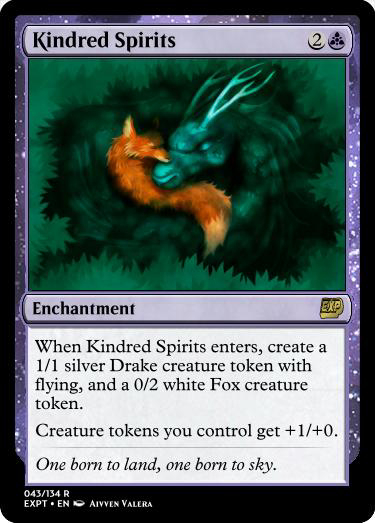 Kindred Spirits
2
Enchantment
EXP
When Kindred Spirits enters, create a
1/1 silver Drake creature token with
flying, and a 0/2 white Fox creature
token.
Creature tokens you control get +1/+0.
One born to land, one born to sky.
043/134 R
EXPT • EN Aivven Valera